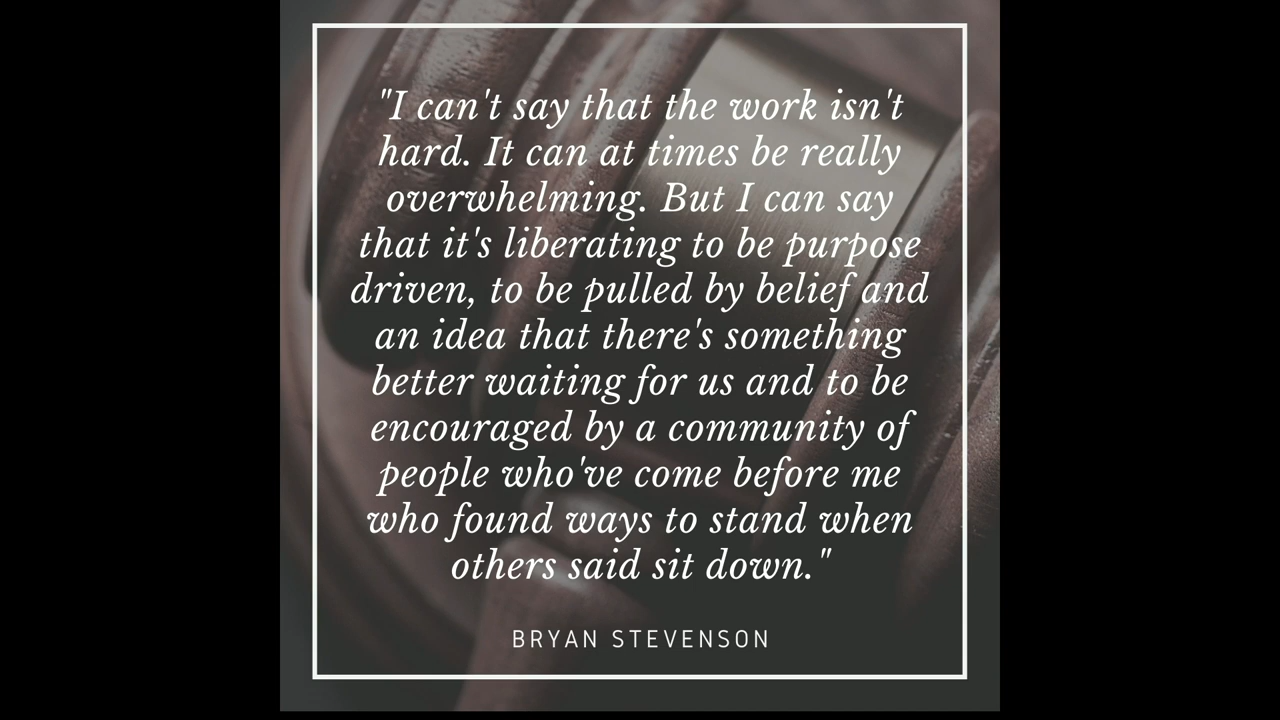 "I can't say that the work isn't
hard. It can at times be really
overwhelming. But I can say
that it's liberating to be purpose
driven, to be pulled by belief and
an idea that there's something
better waiting for us and to be
encouraged by a community of
people who've come before me
who found ways to stand when
others said sit down."
BRYAN STEVENSON